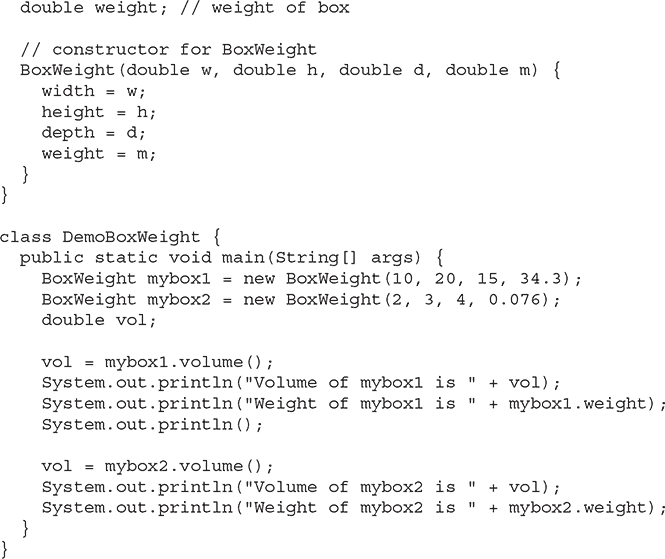 double weight; // weight of box

  // constructor for BoxWeight
  BoxWeight(double w, double h, double d, double m) {
    width = w;
    height = h;
    depth = d;
    weight = m;
  }
}

class DemoBoxWeight {
  public static void main(String[] args) {
    BoxWeight mybox1 = new BoxWeight(10, 20, 15, 34.3);
    BoxWeight mybox2 = new BoxWeight(2, 3, 4, 0.076);
    double vol;

    vol = mybox1.volume();
    System.out.println("Volume of mybox1 is " + vol);
    System.out.println("Weight of mybox1 is " + mybox1.weight);
    System.out.println();

    vol = mybox2.volume();
    System.out.println("Volume of mybox2 is " + vol);
    System.out.println("Weight of mybox2 is " + mybox2.weight);
  }
}